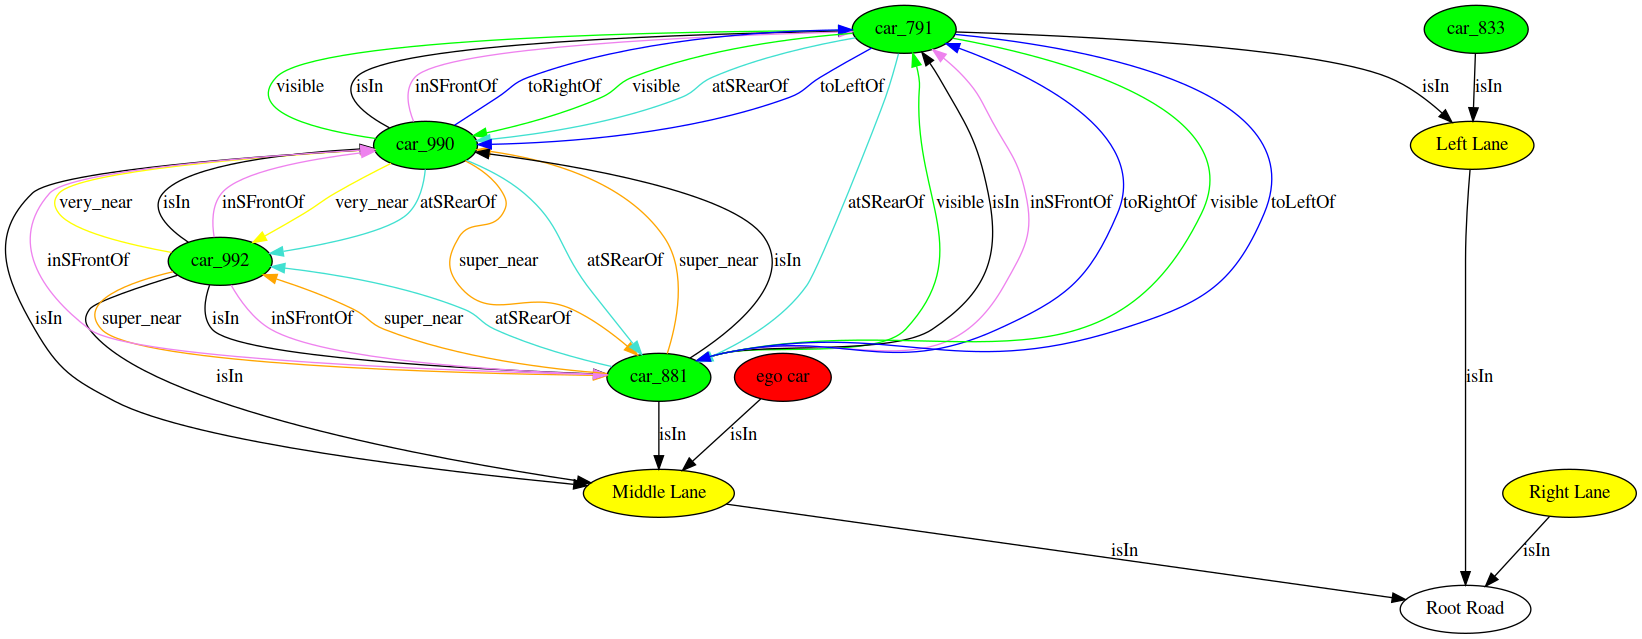 car_791
car_833
visible
isIn
inSFrontOf
toRightOf
visible
atSRearOf
toLeftOf
isIn
isIn
car_990
Left Lane
very_near
isIn
inSFrontOf
very_near
atSRearOf
atSRearOf
visible
isIn
inSFrontOf
toRightOf
visible
toLeftOf
inSFrontOf
car_992
super_near
atSRearOf
super_near
isIn
isIn
super_near
isIn
inSFrontOf
super_near
atSRearOf
isIn
car_881
ego car
isIn
isIn
isIn
Middle Lane
Right Lane
isIn
isIn
Root Road